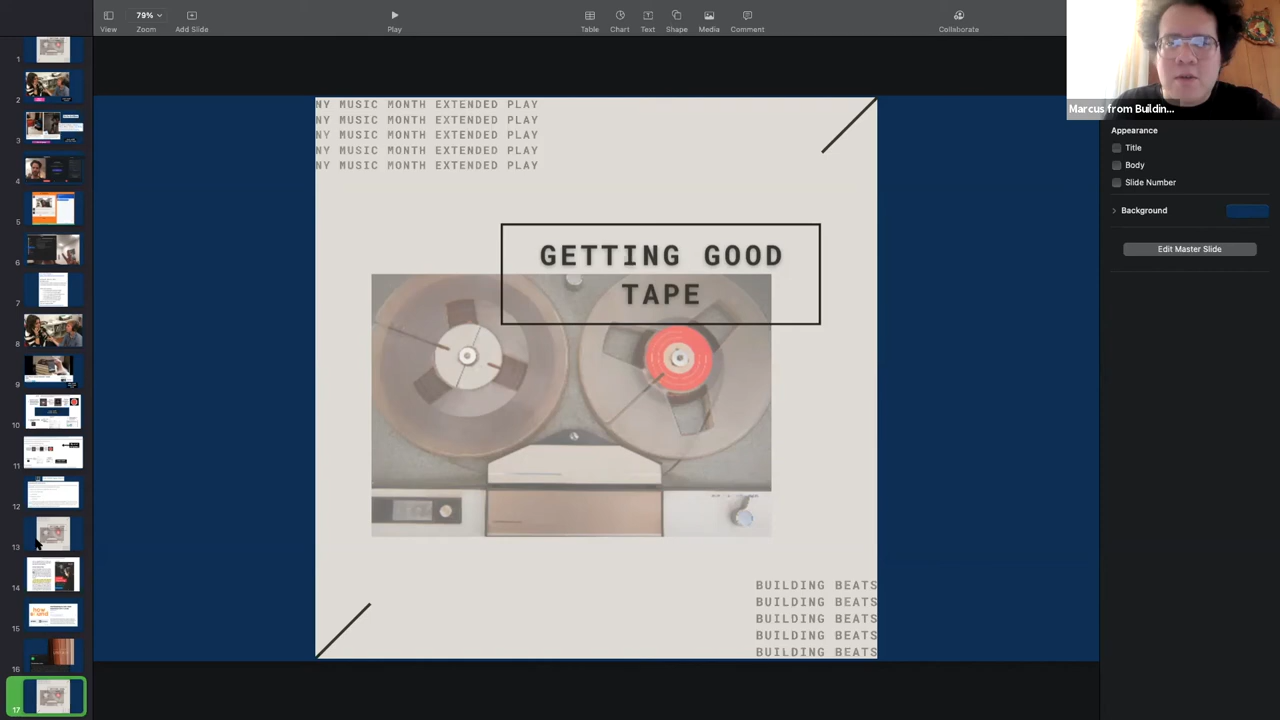 79%
View
Zoom
Add Slide
Play
Table
Chart
Text
Shape
Media
Comment
Collaborate
Marcus from Buildin...
Appearance
Title
Body
Slide Number
Background
Edit Master Slide
NY MUSIC MONTH EXTENDED PLAY
NY MUSIC MONTH EXTENDED PLAY
NY MUSIC MONTH EXTENDED PLAY
NY MUSIC MONTH EXTENDED PLAY
NY MUSIC MONTH EXTENDED PLAY
GETTING GOOD
TAPE
BUILDING BEATS
BUILDING BEATS
BUILDING BEATS
BUILDING BEATS
BUILDING BEATS
1
2
3
4
5
6
7
8
9
10
11
12
13
14
15
16
17